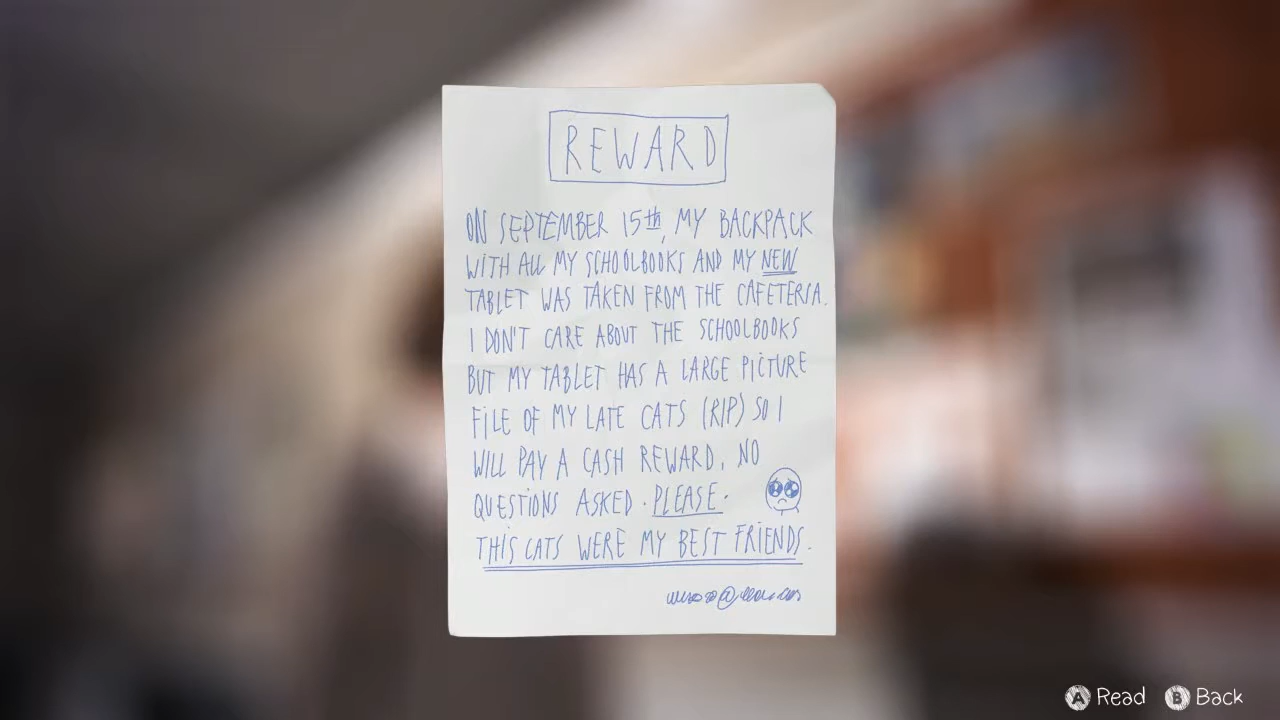 REWARD
ON SEPTEMBER 15th, MY BACKPACK
WITH ALL MY SCHOOLBOOKS AND MY NEW
TABLET WAS TAKEN FROM THE CAFETERIA.
I DON'T CARE ABOUT THE SCHOOLBOOKS
BUT MY TABLET HAS A LARGE PICTURE
FILE OF MY LATE CATS (RIP) SO I
WILL PAY A CASH REWARD. NO
QUESTIONS ASKED. PLEASE.
THIS CATS WERE MY BEST FRIENDS.
A Read B Back